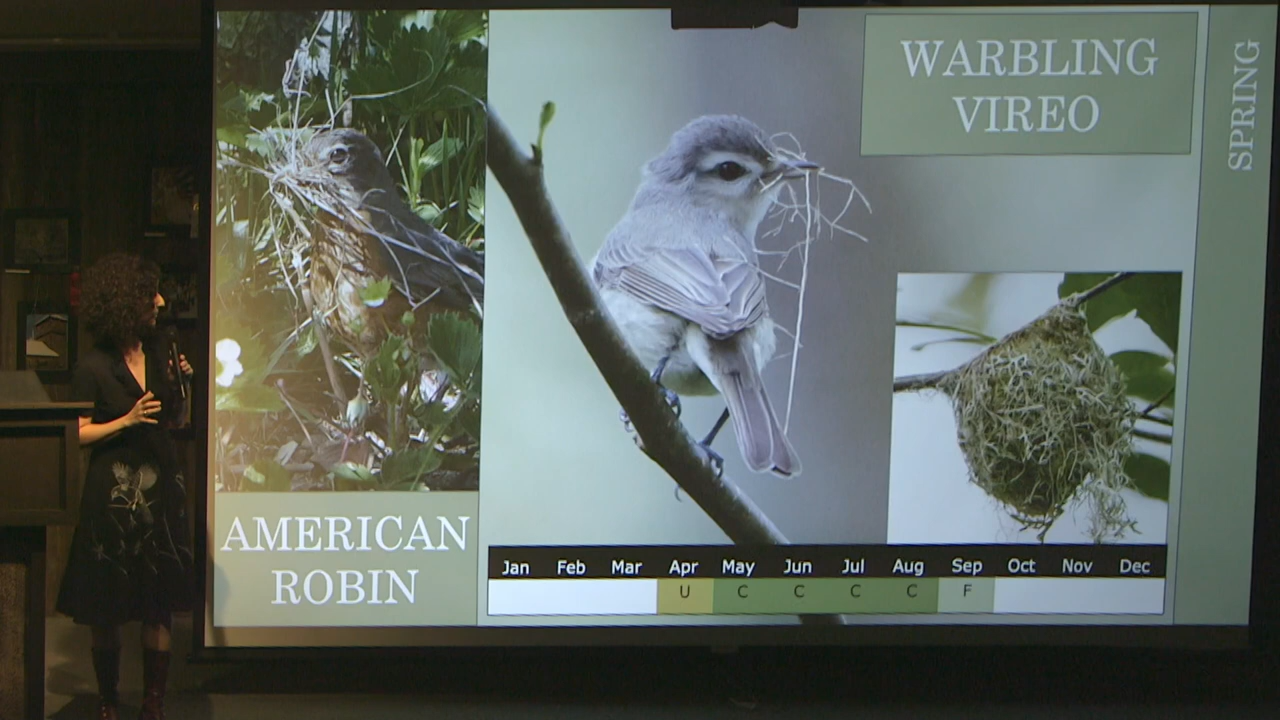 WARBLING
VIREO
SPRING
AMERICAN
ROBIN
Jan Feb Mar Apr May Jun Jul Aug Sep Oct Nov Dec
U C C C C F